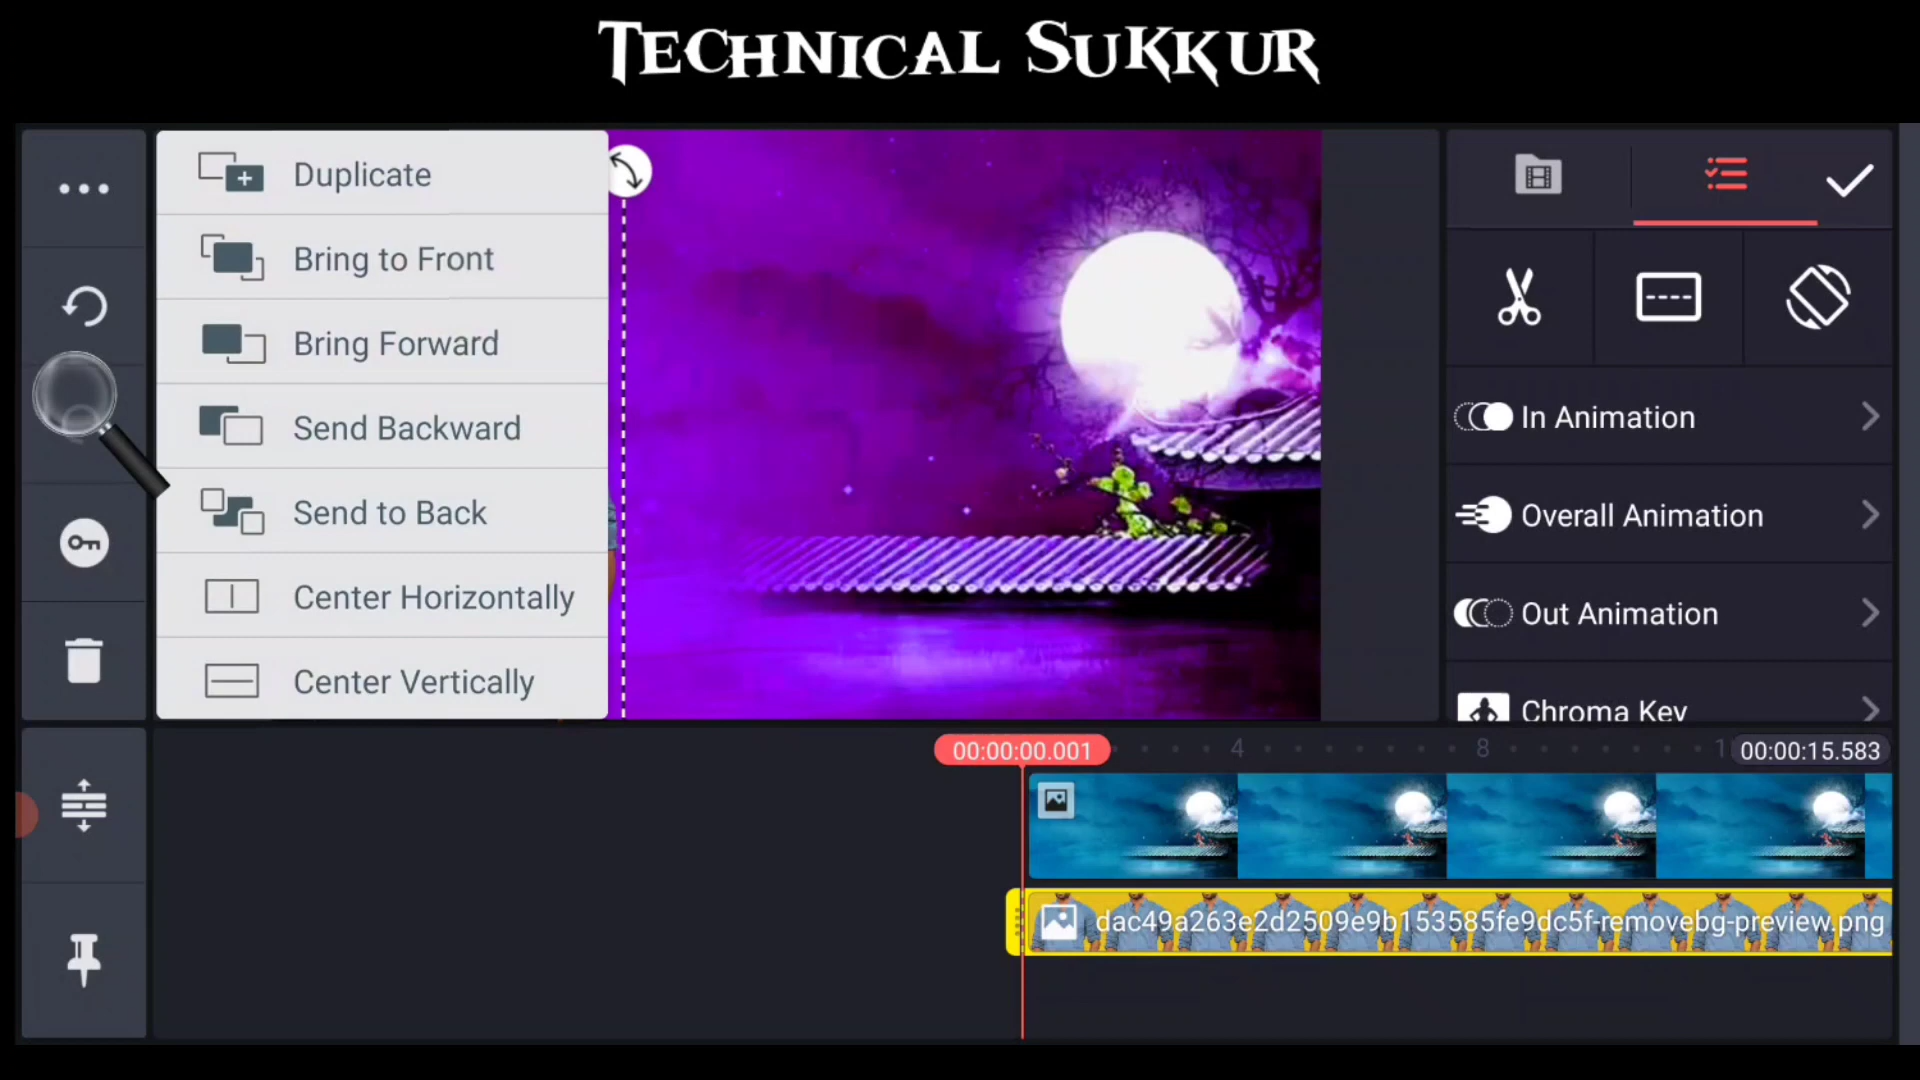 TECHNICAL SUKKUR
Duplicate
Bring to Front
Bring Forward
Send Backward
Send to Back
Center Horizontally
Center Vertically
In Animation
Overall Animation
Out Animation
Chroma Key
00:00:00.001
4
8
1
00:00:15.583
dac49a263e2d2509e9b153585fe9dc5f-removebg-preview.png